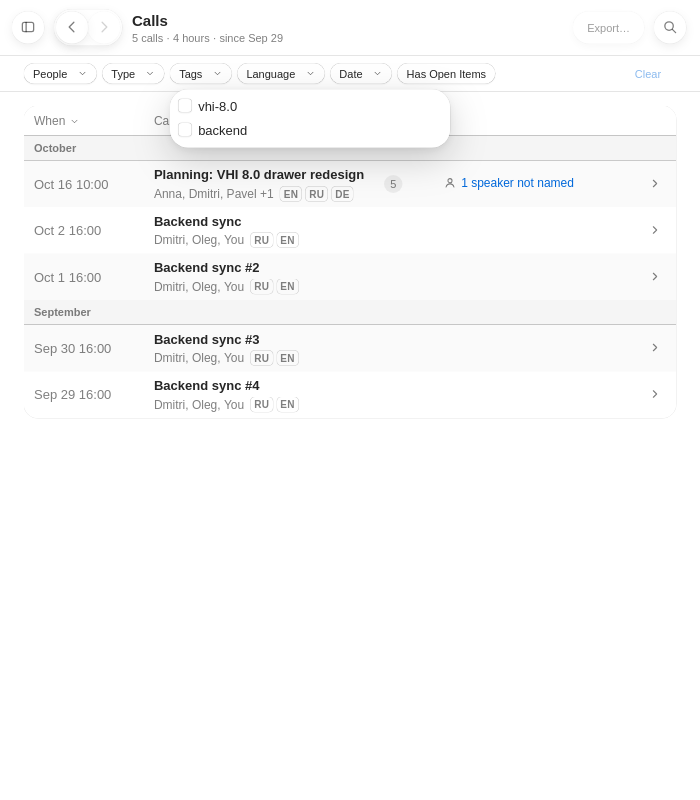 Calls
5 calls · 4 hours · since Sep 29
Export…
People
Type
Tags
Language
Date
Has Open Items
Clear
vhi-8.0
backend
When
Ca
October
Oct 16 10:00
Planning: VHI 8.0 drawer redesign
Anna, Dmitri, Pavel +1 EN RU DE
5
1 speaker not named
Oct 2 16:00
Backend sync
Dmitri, Oleg, You RU EN
Oct 1 16:00
Backend sync #2
Dmitri, Oleg, You RU EN
September
Sep 30 16:00
Backend sync #3
Dmitri, Oleg, You RU EN
Sep 29 16:00
Backend sync #4
Dmitri, Oleg, You RU EN